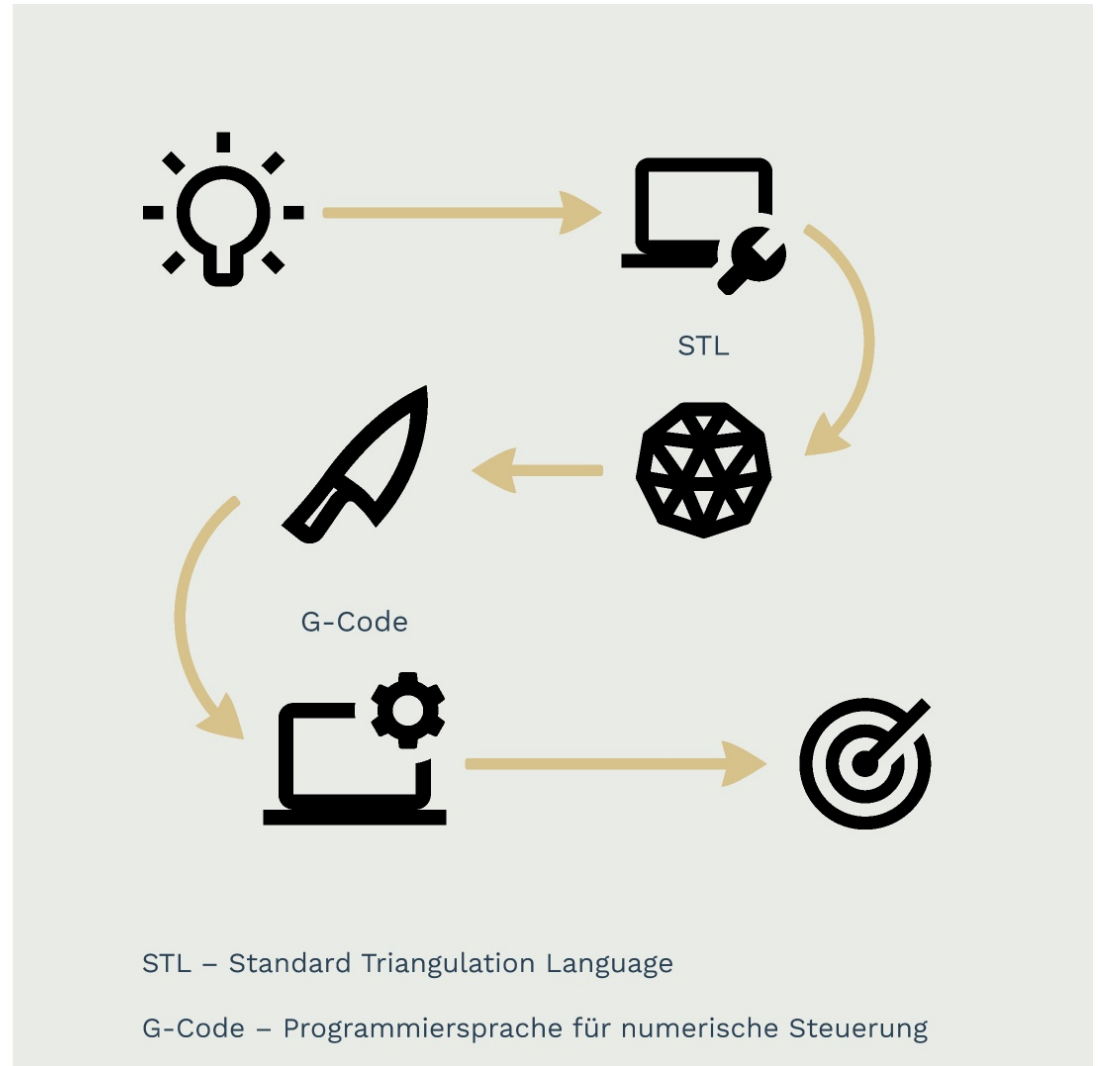 STL
G-Code
STL – Standard Triangulation Language
G-Code – Programmiersprache für numerische Steuerung